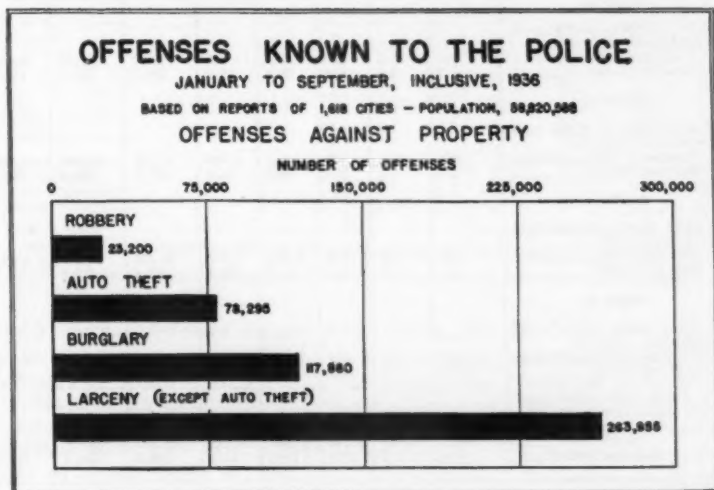 OFFENSES KNOWN TO THE POLICE
JANUARY TO SEPTEMBER, INCLUSIVE, 1936
BASED ON REPORTS OF 1,618 CITIES — POPULATION,
OFFENSES AGAINST PROPERTY
NUMBER OF OFFENSES
0 75,000 150,000 225,000 300,000
ROBBERY
23,200
AUTO THEFT
78,295
BURGLARY
LARCENY (EXCEPT AUTO THEFT)